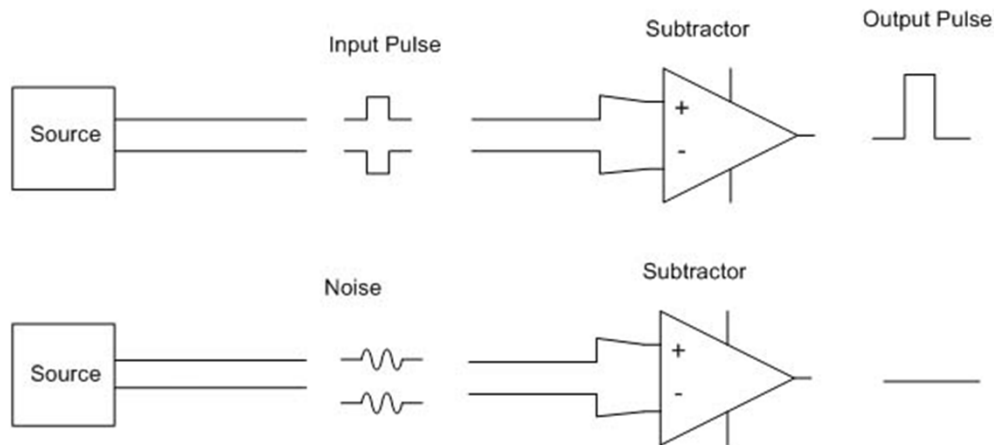 Output Pulse
Subtractor
Input Pulse
Source
+
-
Subtractor
Noise
Source
+
-